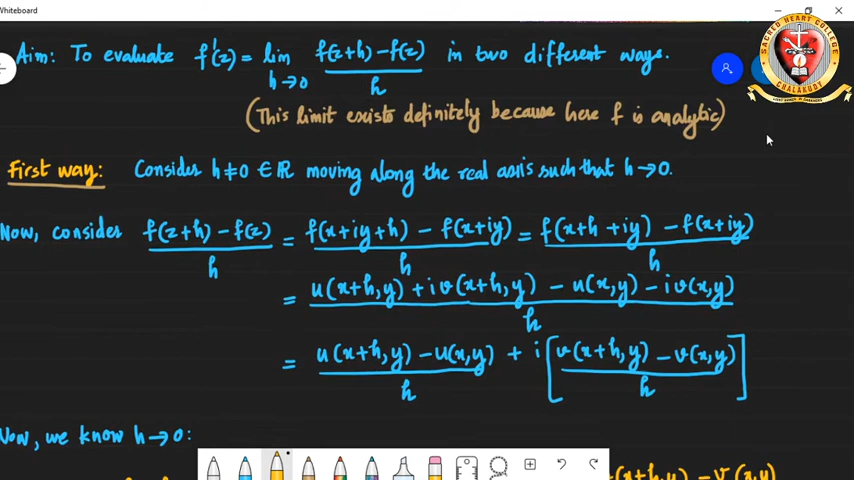 Whiteboard
Aim: To evaluate f'(z) = lim h→0 f(z+h) - f(z) / h in two different ways.
(This limit exists definitely because here f is analytic)
First way: Consider h≠0 ∈ ℝ moving along the real axis such that h→0.
Now, consider f(z+h) - f(z) / h = f(x+iy+h) - f(x+iy) / h = f(x+h+iy) - f(x+iy) / h
= u(x+h,y) + iv(x+h,y) - u(x,y) - iv(x,y) / h
= u(x+h,y) - u(x,y) / h + i [ v(x+h,y) - v(x,y) / h ]
Now, we know h→0:
(x+h,y) - v(x,y)
SACRED HEART COLLEGE
CHALAKUDY